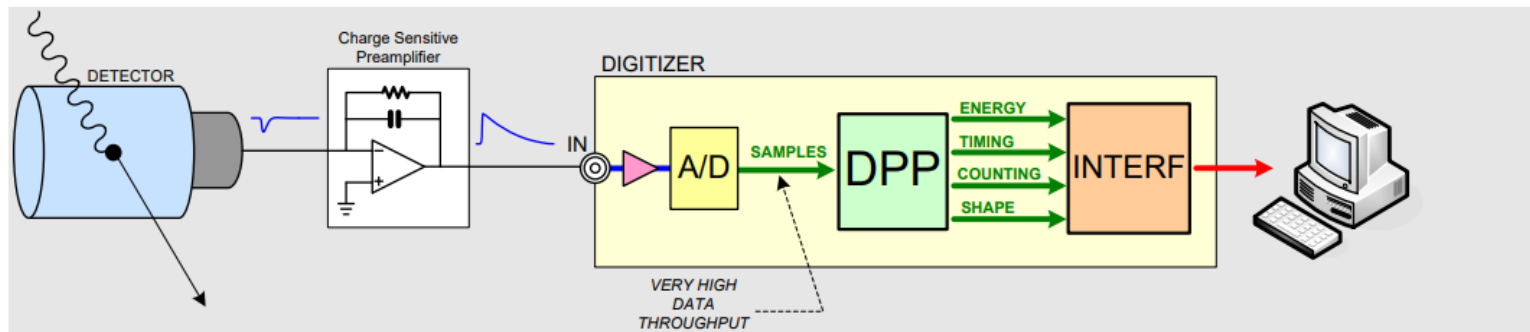 Charge Sensitive
Preamplifier
DETECTOR
DIGITIZER
IN
A/D
SAMPLES
DPP
ENERGY
TIMING
COUNTING
SHAPE
INTERF
VERY HIGH
DATA
THROUGHPUT